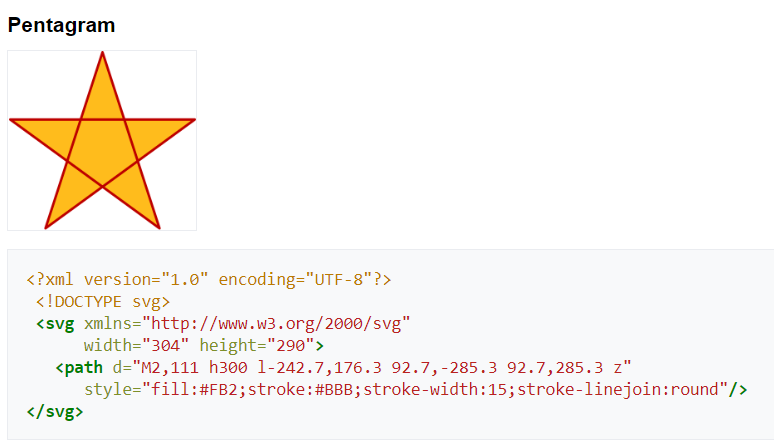 Pentagram
<?xml version="1.0" encoding="UTF-8"?>
<!DOCTYPE svg>
<svg xmlns="http://www.w3.org/2000/svg"
width="304" height="290">
<path d="M2,111 h300 l-242.7,176.3 92.7,-285.3 92.7,285.3 z"
style="fill:#FB2;stroke:#BBB;stroke-width:15;stroke-linejoin:round"/>
</svg>